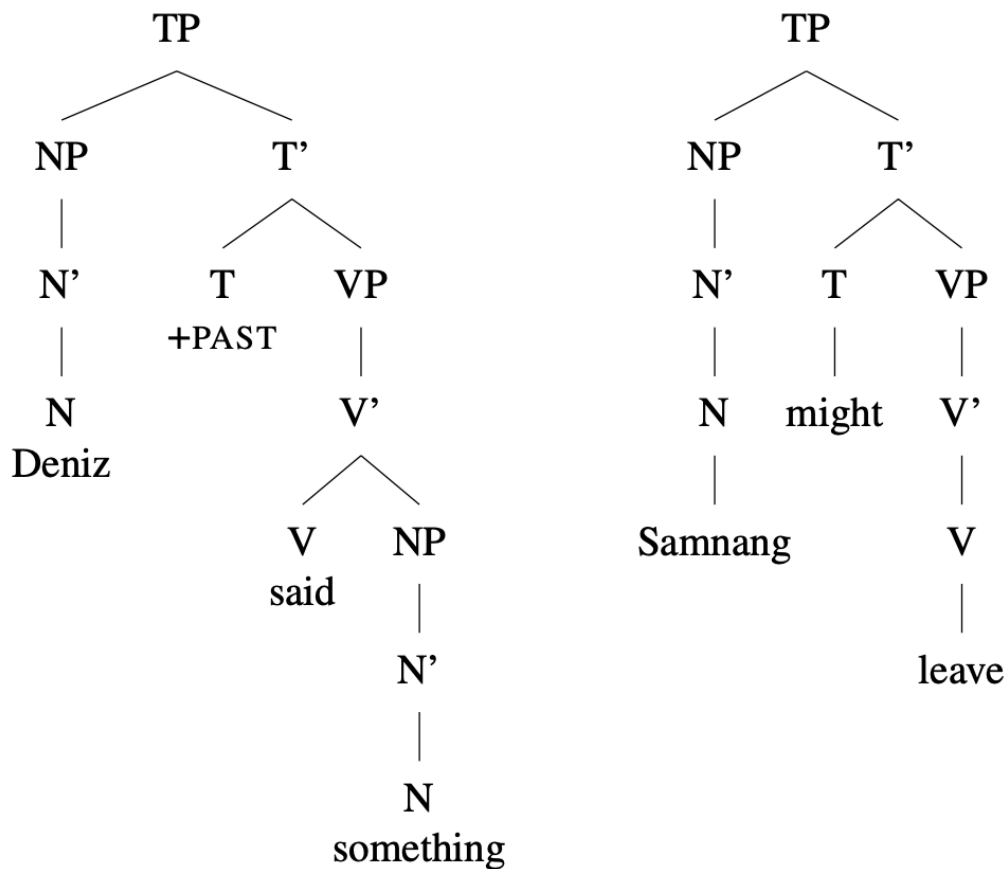 TP TP
NP T’ NP T’
N’ T VP N’ T VP
+PAST
N V’ N might V’
Deniz
V NP Samnang V
said
N’ leave
N
something